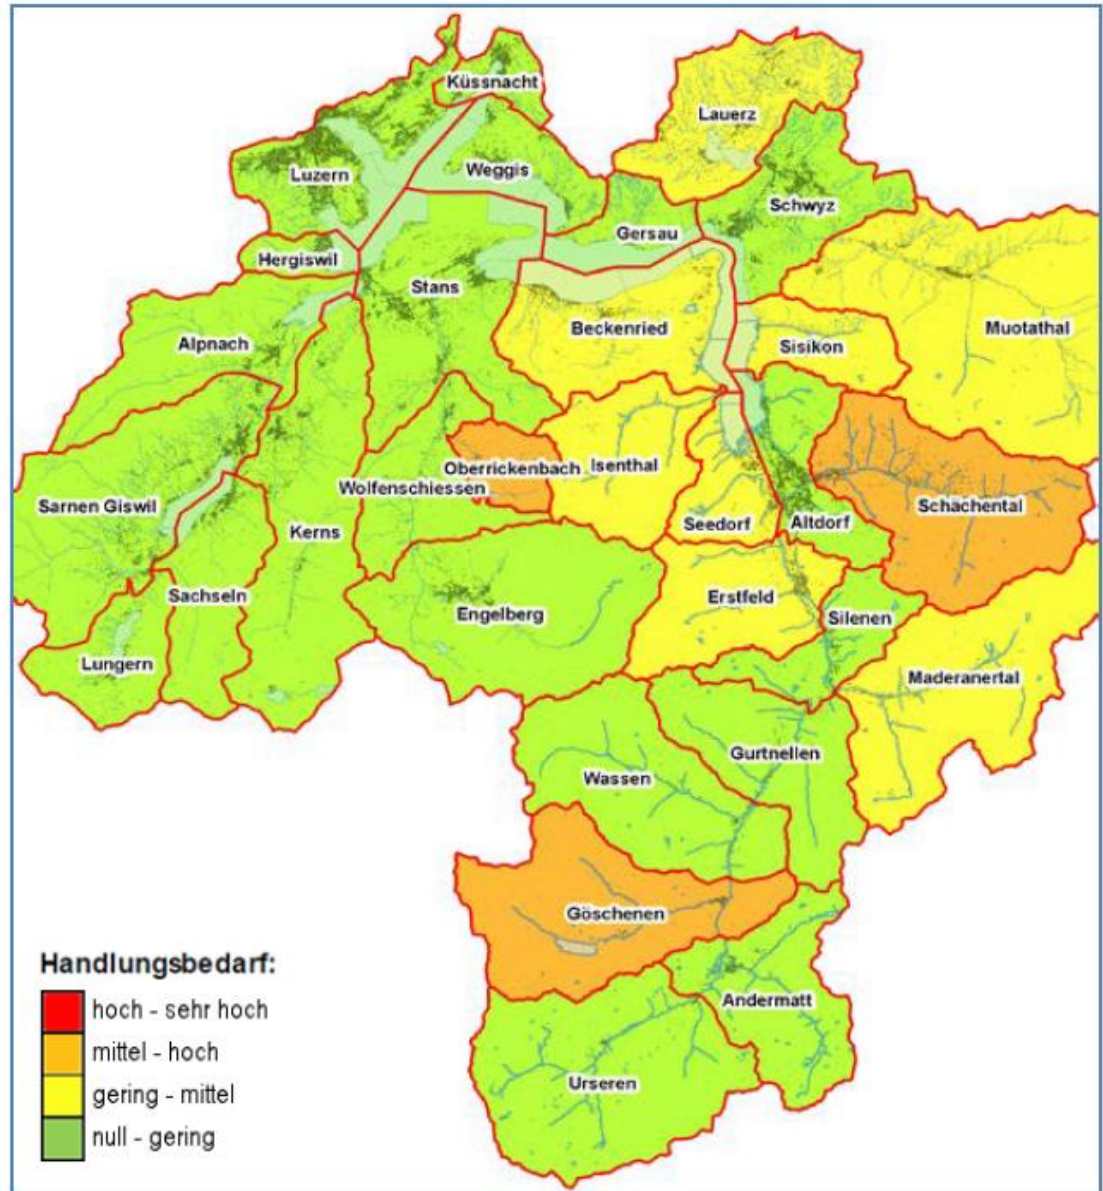 Küssnacht
Lauerz
Luzern
Weggis
Schwyz
Gersau
Hergiswil
Stans
Beckenried
Muotathal
Alpnach
Sisikon
Oberrickenbach
Isenthal
Wolfenschiessen
Sarnen Giswil
Schächental
Kerns
Seedorf
Altdorf
Sachseln
Erstfeld
Engelberg
Silenen
Lungern
Maderanertal
Gurtnellen
Wassen
Göschenen
Andermatt
Urseren
Handlungsbedarf:
hoch - sehr hoch
mittel - hoch
gering - mittel
null - gering